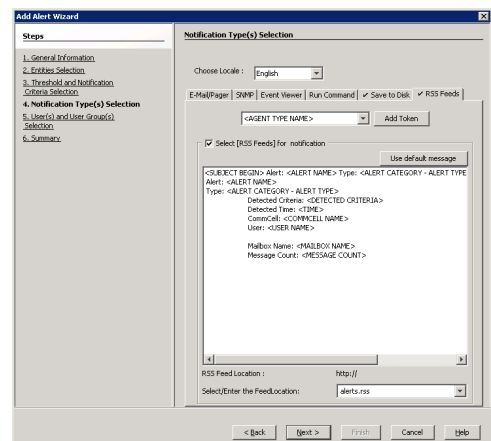 Add Alert Wizard
Steps
1. General Information
2. Entities Selection
3. Threshold and Notification
Criteria Selection
4. Notification Type(s) Selection
5. User(s) and User Group(s)
Selection
6. Summary
Notification Type(s) Selection
Choose Locale :
English
E-Mail/Pager
SNMP
Event Viewer
Run Command
Save to Disk
RSS Feeds
<AGENT TYPE NAME>
Add Token
Select [RSS Feeds] for notification
Use default message
<SUBJECT BEGIN> Alert: <ALERT NAME> Type: <ALERT CATEGORY - ALERT TYPE
Alert: <ALERT NAME>
Type: <ALERT CATEGORY - ALERT TYPE>
Detected Criteria: <DETECTED CRITERIA>
Detected Time: <TIME>
CommCell: <COMMCELL NAME>
User: <USER NAME>
Mailbox Name: <MAILBOX NAME>
Message Count: <MESSAGE COUNT>
RSS Feed Location :
http://
Select/Enter the FeedLocation:
alerts.rss
< Back
Next >
Finish
Cancel
Help